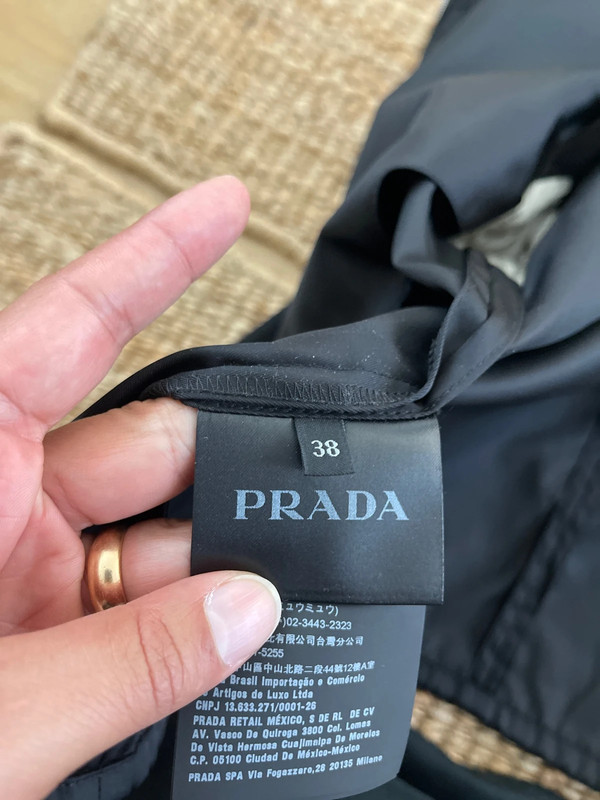 38
PRADA
ュウミュウ)
)02-3443-2323
有限公司台灣分公司
-5255
山區中山北路二段44號12樓A室
Brasil Importação e Comércio
Artigos de Luxo Ltda
CNPJ 13.633.271/0001-26
PRADA RETAIL MÉXICO, S DE RL DE CV
AV. Vasco De Quiroga 3800 Col. Lomas
De Vista Hermosa Cuajimnlpa De Morelos
C.P. 05100 Ciudad De México-México
PRADA SPA Via Fogazzaro,28 20135 Milano